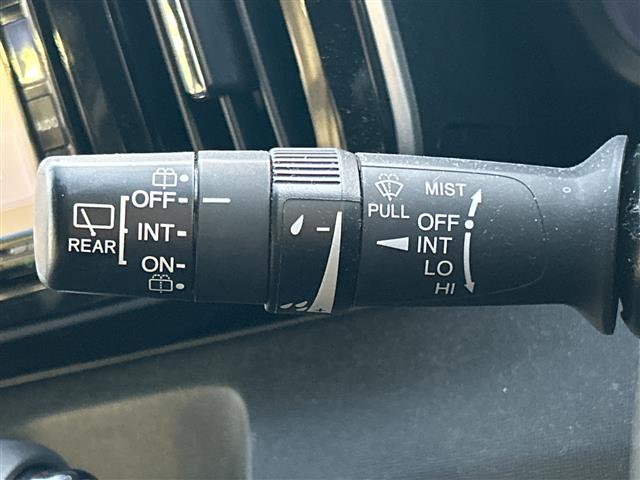 OFF
INT
REAR
ON
−
+
MIST
PULL
OFF
INT
LO
HI